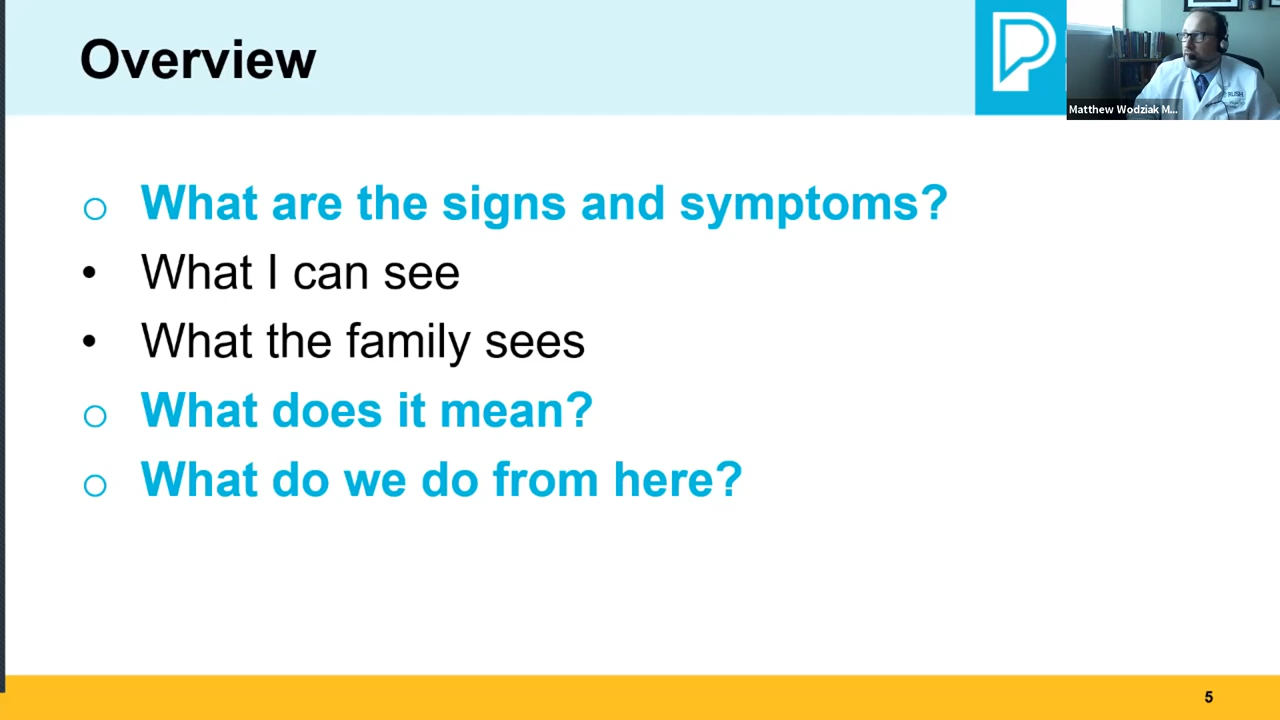 Overview
Matthew Wodziak M...
RUSH
o What are the signs and symptoms?
• What I can see
• What the family sees
o What does it mean?
o What do we do from here?
5